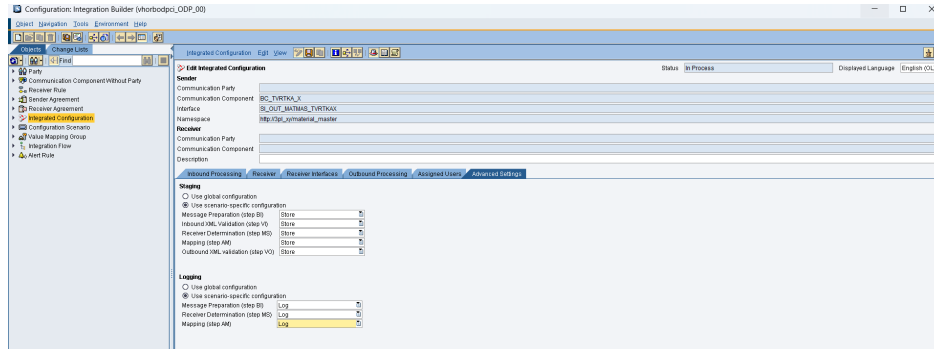 Configuration: Integration Builder (vhorbodpci_ODP_00)
Object Navigation Tools Environment Help
Objects Change Lists
Find
Party
Communication Component Without Party
Receiver Rule
Sender Agreement
Receiver Agreement
Integrated Configuration
Configuration Scenario
Value Mapping Group
Integration Flow
Alert Rule
Integrated Configuration Edit View
Edit Integrated Configuration Status In Process Displayed Language English (OL
Sender
Communication Party
Communication Component BC_TVRTKA_X
Interface SI_OUT_MATMAS_TVRTKAX
Namespace http://3pl_xy/material_master
Receiver
Communication Party
Communication Component
Description
Inbound Processing Receiver Receiver Interfaces Outbound Processing Assigned Users Advanced Settings
Staging
Use global configuration
Use scenario-specific configuration
Message Preparation (step BI) Store
Inbound XML Validation (step VI) Store
Receiver Determination (step MS) Store
Mapping (step AM) Store
Outbound XML validation (step VO) Store
Logging
Use global configuration
Use scenario-specific configuration
Message Preparation (step BI) Log
Receiver Determination (step MS) Log
Mapping (step AM) Log